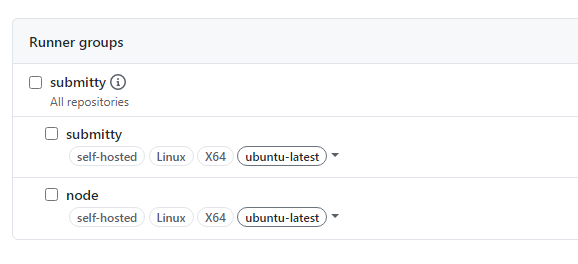 Runner groups
submitty
All repositories
submitty
self-hosted Linux X64 ubuntu-latest
node
self-hosted Linux X64 ubuntu-latest